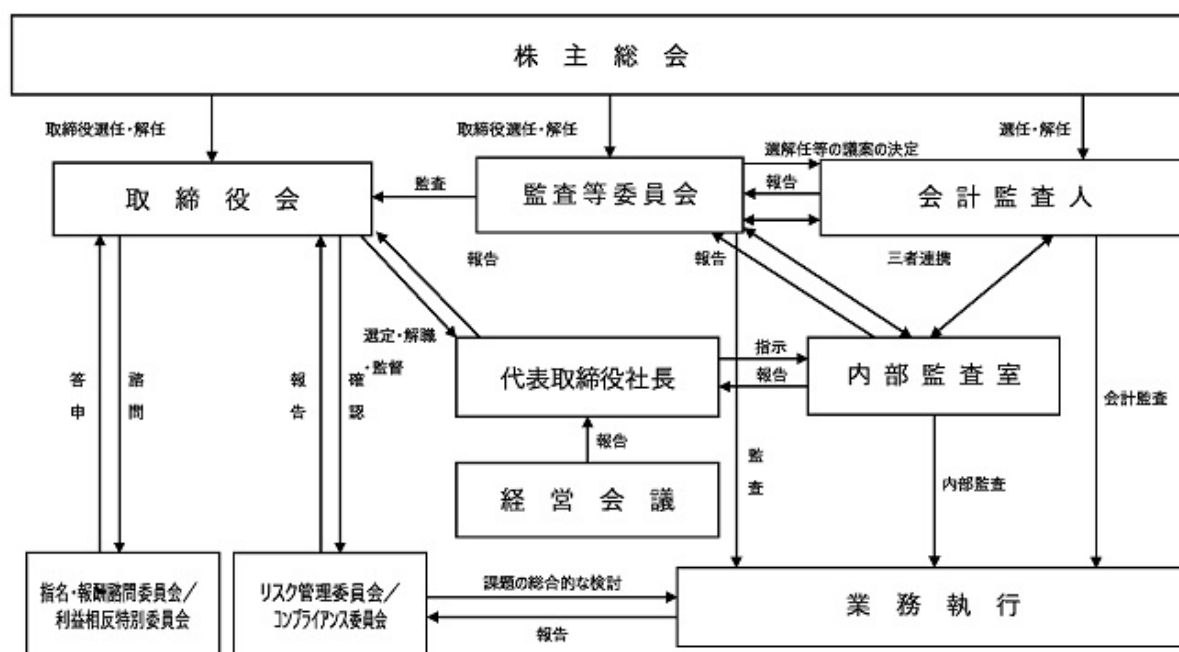 株主総会
取締役選任・解任
取締役選任・解任
選任・解任
選解任等の議案の決定
取締役会
監査
監査等委員会
報告
会計監査人
報告
報告
三者連携
選定・解職
・監督
代表取締役社長
指示
報告
内部監査室
答申
諮問
報告
確認
会計監査
報告
経営会議
監査
内部監査
指名・報酬諮問委員会／
利益相反特別委員会
リスク管理委員会／
コンプライアンス委員会
課題の総合的な検討
報告
業務執行